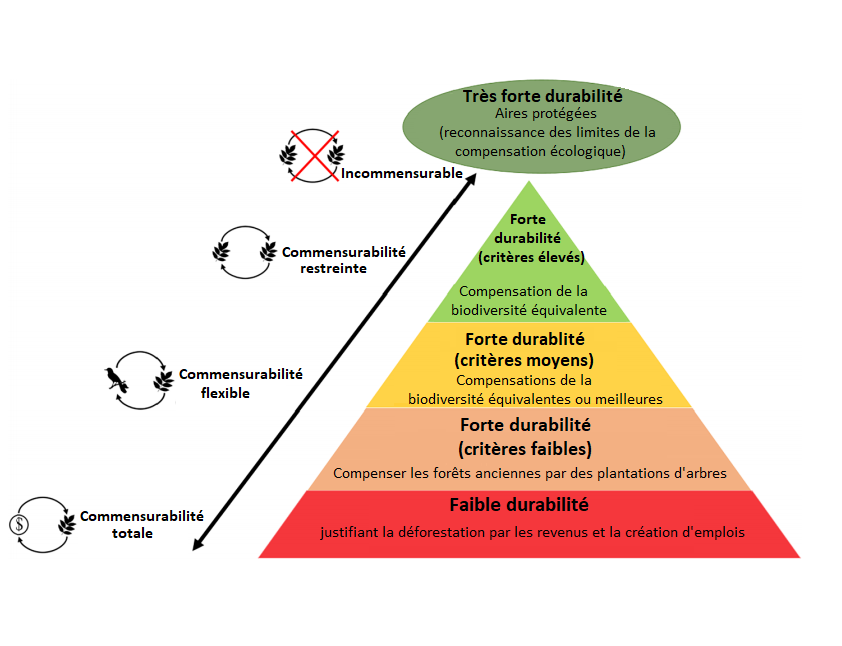 Très forte durabilité
Aires protégées
(reconnaissance des limites de la
compensation écologique)
Incommensurable
Forte
durabilité
(critères élevés)
Compensation de la
biodiversité équivalente
Commensurabilité
restreinte
Forte durablité
(critères moyens)
Compensations de la
biodiversité équivalentes ou meilleures
Commensurabilité
flexible
Forte durabilité
(critères faibles)
Compenser les forêts anciennes par des plantations d'arbres
Faible durabilité
justifiant la déforestation par les revenus et la création d'emplois
$
Commensurabilité
totale